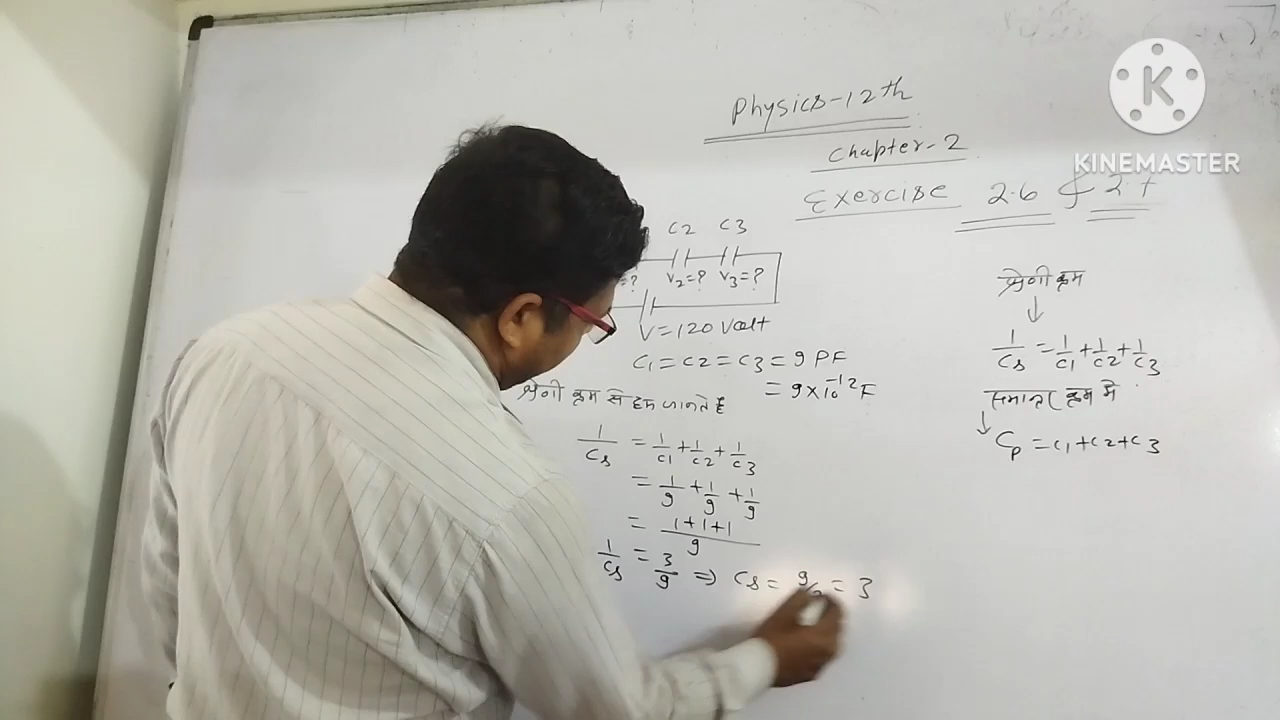 Physics-12th
Chapter-2
Exercise 2.6 & 2.7
KINEMASTER
C2 C3
=? V2=? V3=?
V=120 Volt
C1=C2=C3=9 PF
=9×10^-12 F
श्रेणी क्रम से हम जानते हैं
1/Cs = 1/C1 + 1/C2 + 1/C3
= 1/9 + 1/9 + 1/9
= 1+1+1/9
1/Cs = 3/9 ⇒ Cs = 9/ = 3
श्रेणी क्रम
↓
1/Cs = 1/C1 + 1/C2 + 1/C3
समान्तर क्रम में
↓
Cp = C1+C2+C3